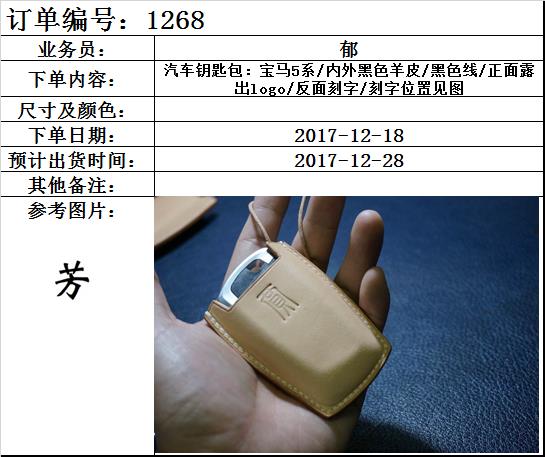 订单编号：1268
业务员： 郁
下单内容： 汽车钥匙包：宝马5系/内外黑色羊皮/黑色线/正面露
出logo/反面刻字/刻字位置见图
尺寸及颜色：
下单日期： 2017-12-18
预计出货时间： 2017-12-28
其他备注：
参考图片：
芳